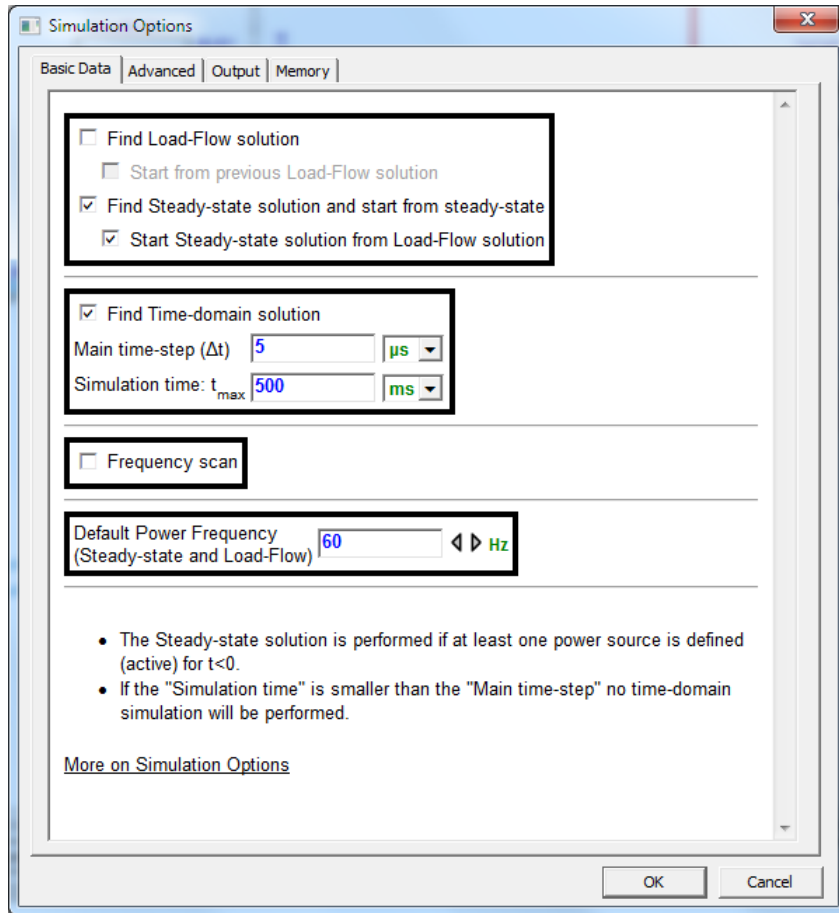 Simulation Options
Basic Data Advanced Output Memory
Find Load-Flow solution
Start from previous Load-Flow solution
Find Steady-state solution and start from steady-state
Start Steady-state solution from Load-Flow solution
Find Time-domain solution
Main time-step (Δt) 5 µs
Simulation time: tmax 500 ms
Frequency scan
Default Power Frequency
(Steady-state and Load-Flow) 60 Hz
• The Steady-state solution is performed if at least one power source is defined
(active) for t<0.
• If the "Simulation time" is smaller than the "Main time-step" no time-domain
simulation will be performed.
More on Simulation Options
OK Cancel